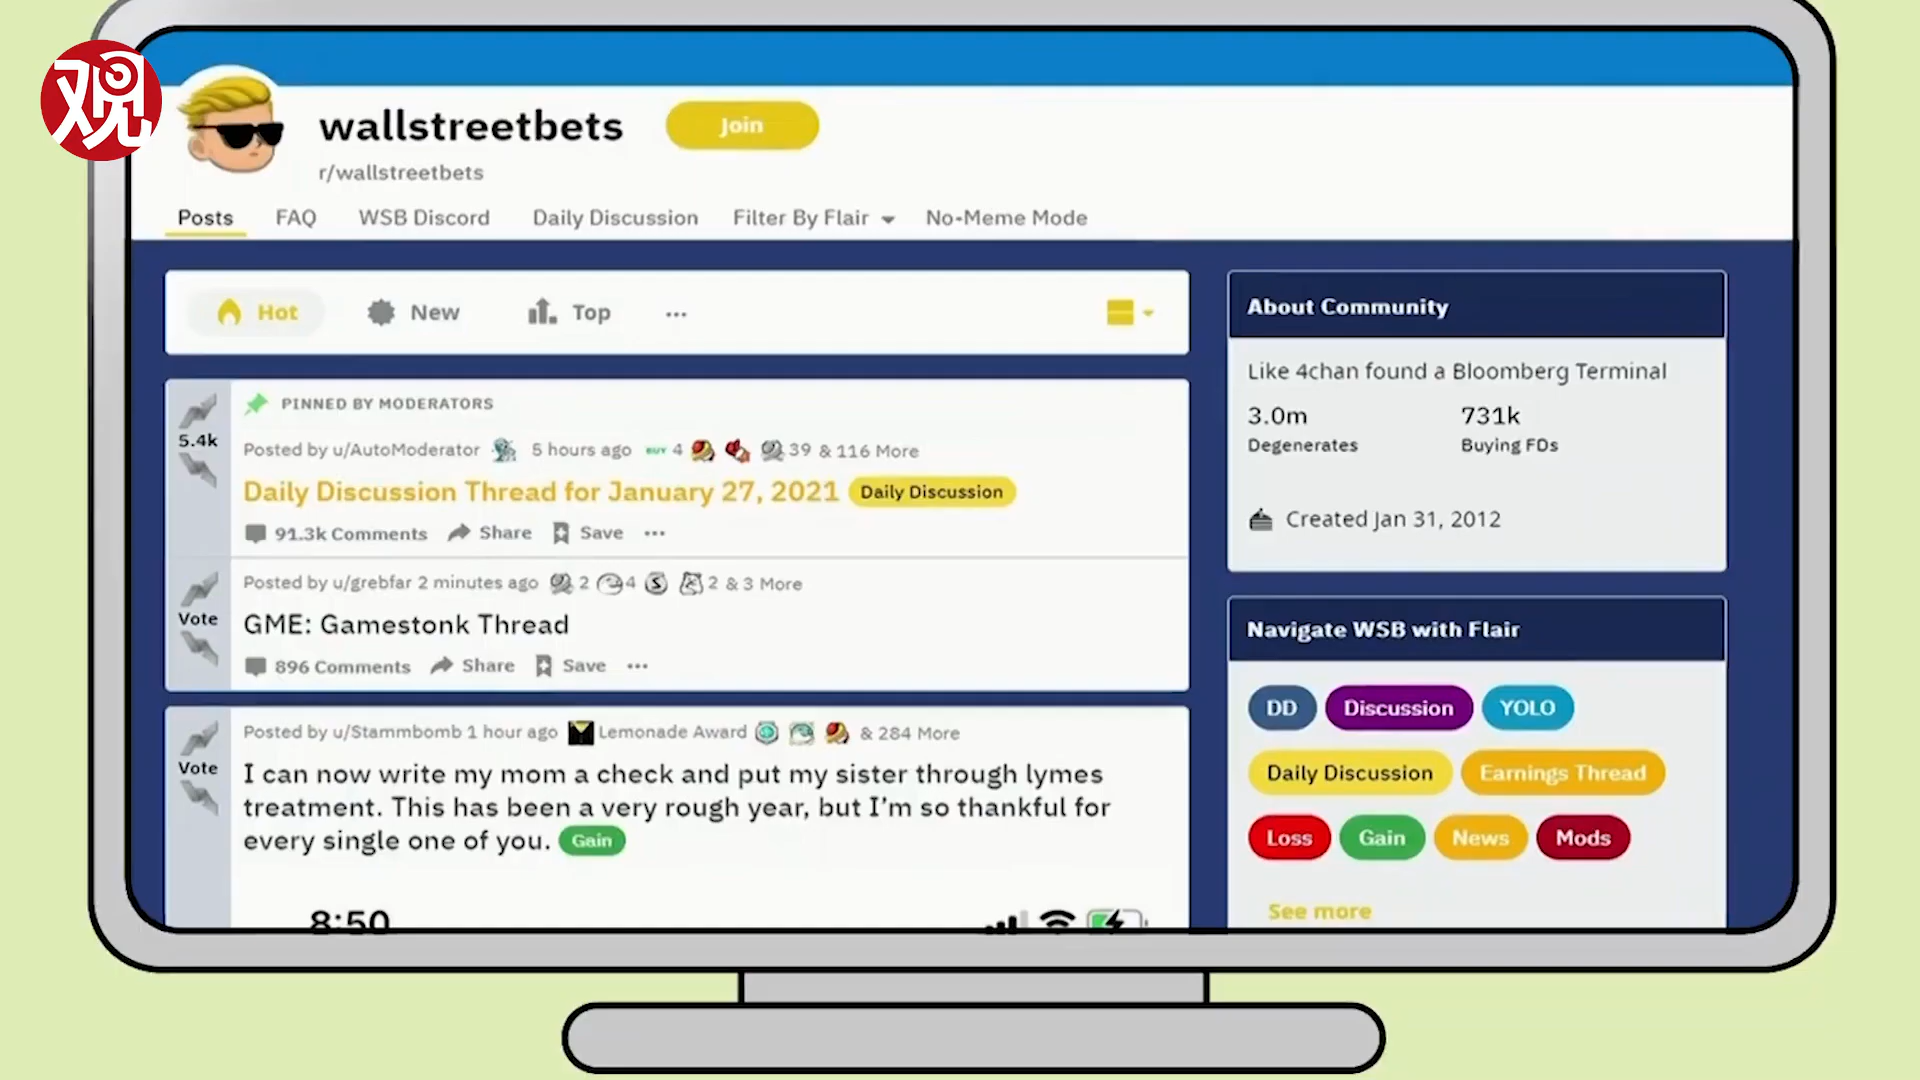 观
wallstreetbets
Join
r/wallstreetbets
Posts FAQ WSB Discord Daily Discussion Filter By Flair No-Meme Mode
Hot New Top ...
PINNED BY MODERATORS
5.4k
Posted by u/AutoModerator 5 hours ago BUY 4 39 & 116 More
Daily Discussion Thread for January 27, 2021 Daily Discussion
91.3k Comments Share Save ...
Posted by u/grebfar 2 minutes ago 2 4 S 2 & 3 More
Vote
GME: Gamestonk Thread
896 Comments Share Save ...
Posted by u/Stammbomb 1 hour ago Lemonade Award & 284 More
Vote
I can now write my mom a check and put my sister through lymes
treatment. This has been a very rough year, but I'm so thankful for
every single one of you. Gain
8:50
About Community
Like 4chan found a Bloomberg Terminal
3.0m 731k
Degenerates Buying FDs
Created Jan 31, 2012
Navigate WSB with Flair
DD Discussion YOLO
Daily Discussion Earnings Thread
Loss Gain News Mods
See more